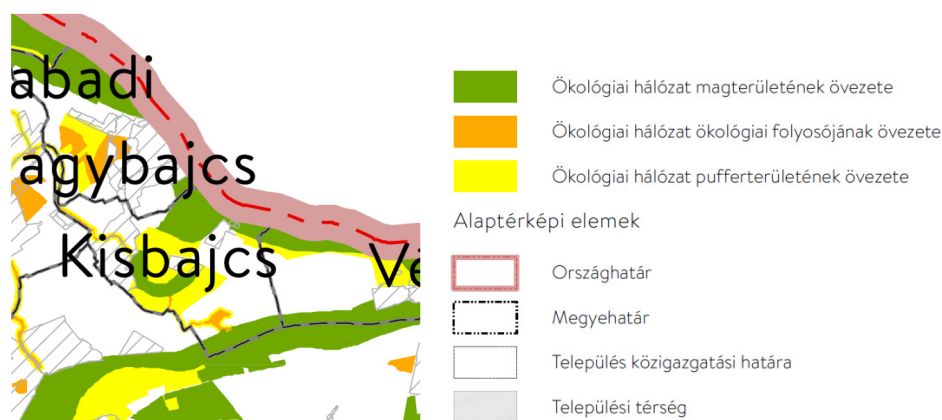 abadi
agybajcs
Kisbajcs
Ve
Ökológiai hálózat magterületének övezete
Ökológiai hálózat ökológiai folyosójának övezete
Ökológiai hálózat pufferterületének övezete
Alaptérképi elemek
Országhatár
Megyehatár
Település közigazgatási határa
Települési térség